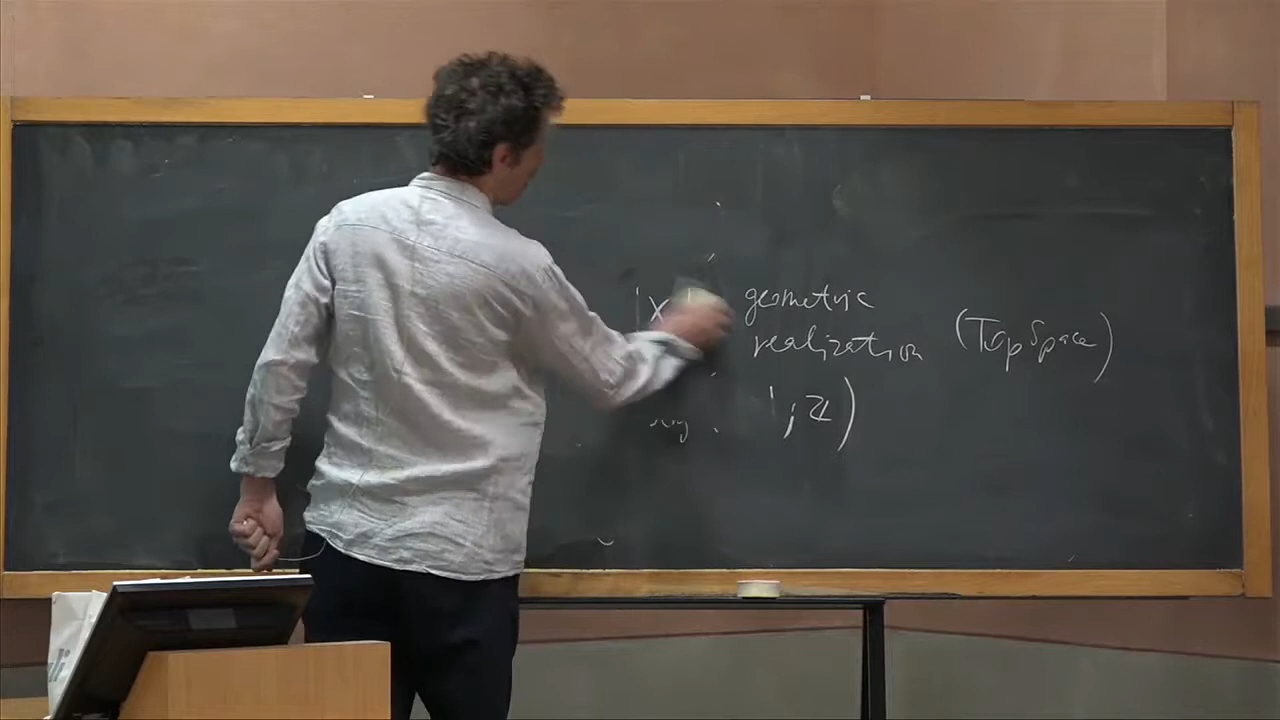 |X| geometric
realization (Top Space)
; ℤ)